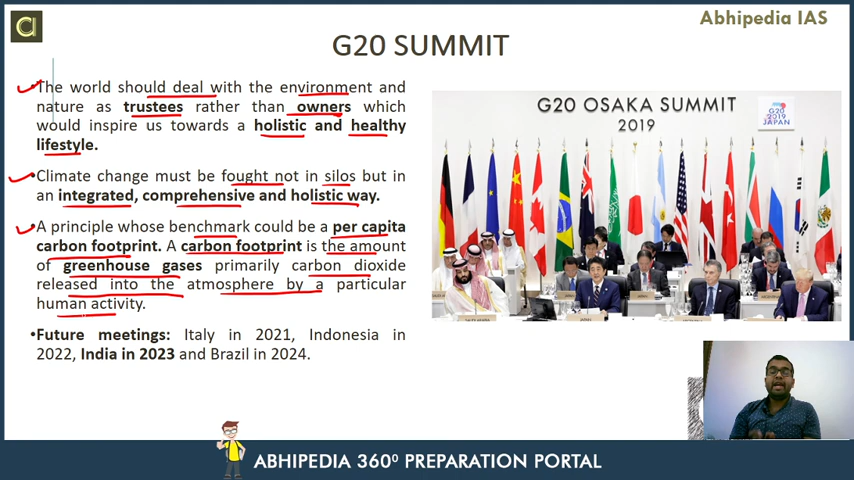 Abhipedia IAS
G20 SUMMIT
•The world should deal with the environment and
nature as trustees rather than owners which
would inspire us towards a holistic and healthy
lifestyle.
•Climate change must be fought not in silos but in
an integrated, comprehensive and holistic way.
•A principle whose benchmark could be a per capita
carbon footprint. A carbon footprint is the amount
of greenhouse gases primarily carbon dioxide
released into the atmosphere by a particular
human activity.
•Future meetings: Italy in 2021, Indonesia in
2022, India in 2023 and Brazil in 2024.
G20 OSAKA SUMMIT
2019
G20
2019
JAPAN
ABHIPEDIA 360⁰ PREPARATION PORTAL